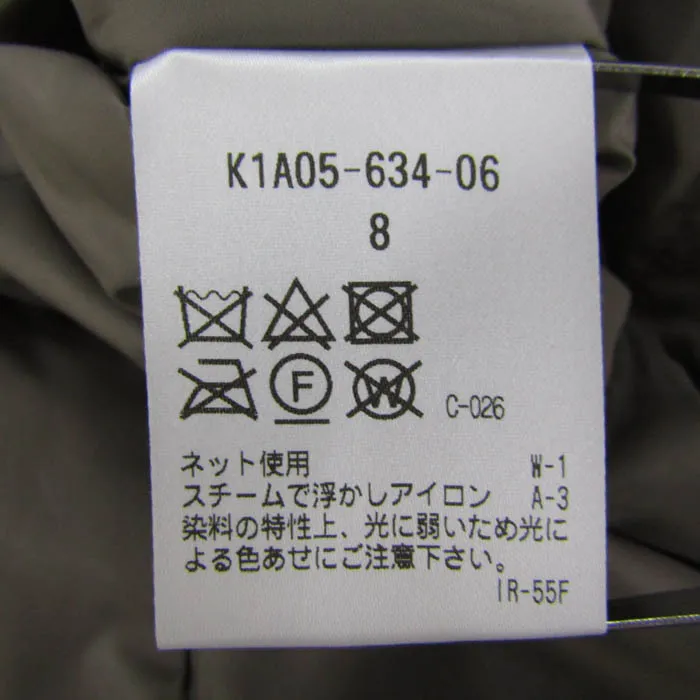 K1A05-634-06
8
F W C-026
ネット使用 W-1
スチームで浮かしアイロン A-3
染料の特性上、光に弱いため光に
よる色あせにご注意下さい。
IR-55F